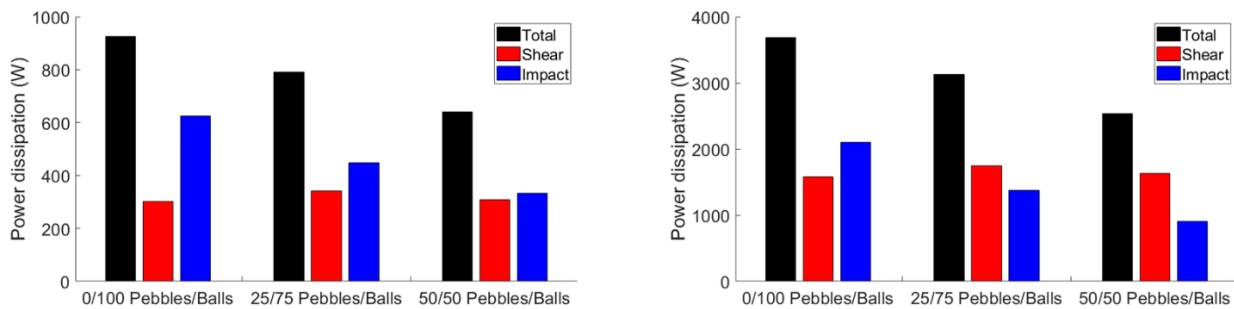 Power dissipation (W)
1000
800
600
400
200
0
Total
Shear
Impact
0/100 Pebbles/Balls
25/75 Pebbles/Balls
50/50 Pebbles/Balls
Power dissipation (W)
4000
3000
2000
1000
0
Total
Shear
Impact
0/100 Pebbles/Balls
25/75 Pebbles/Balls
50/50 Pebbles/Balls